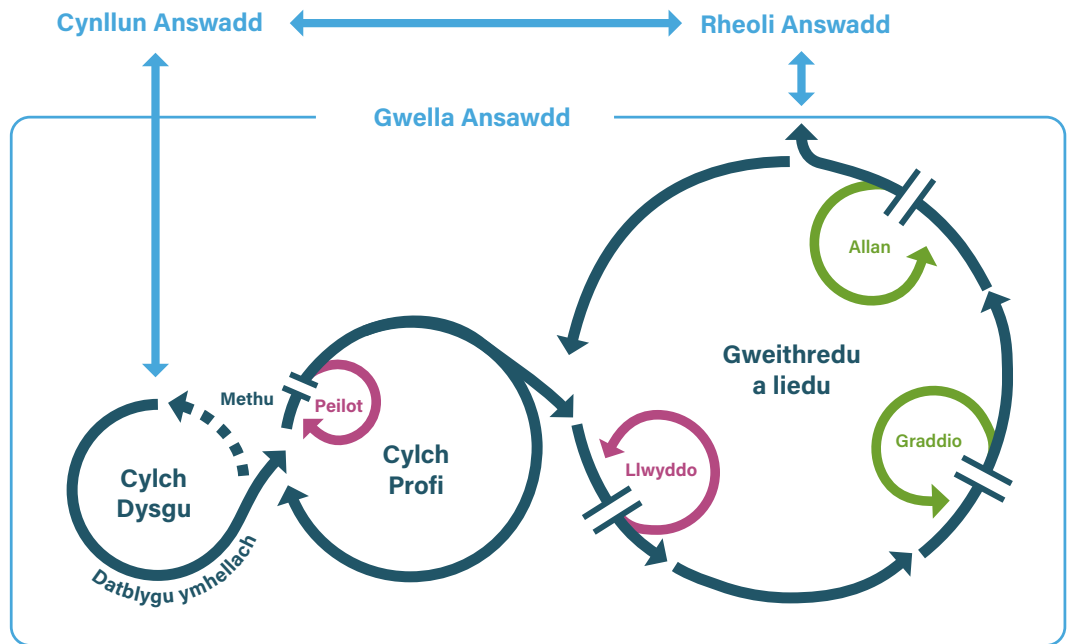 Cynllun Answadd
Rheoli Answadd
Gwella Ansawdd
Allan
Gweithredu
a liedu
Methu
Peilot
Graddio
Cylch
Profi
Llwyddo
Cylch
Dysgu
Datblygu ymhellach